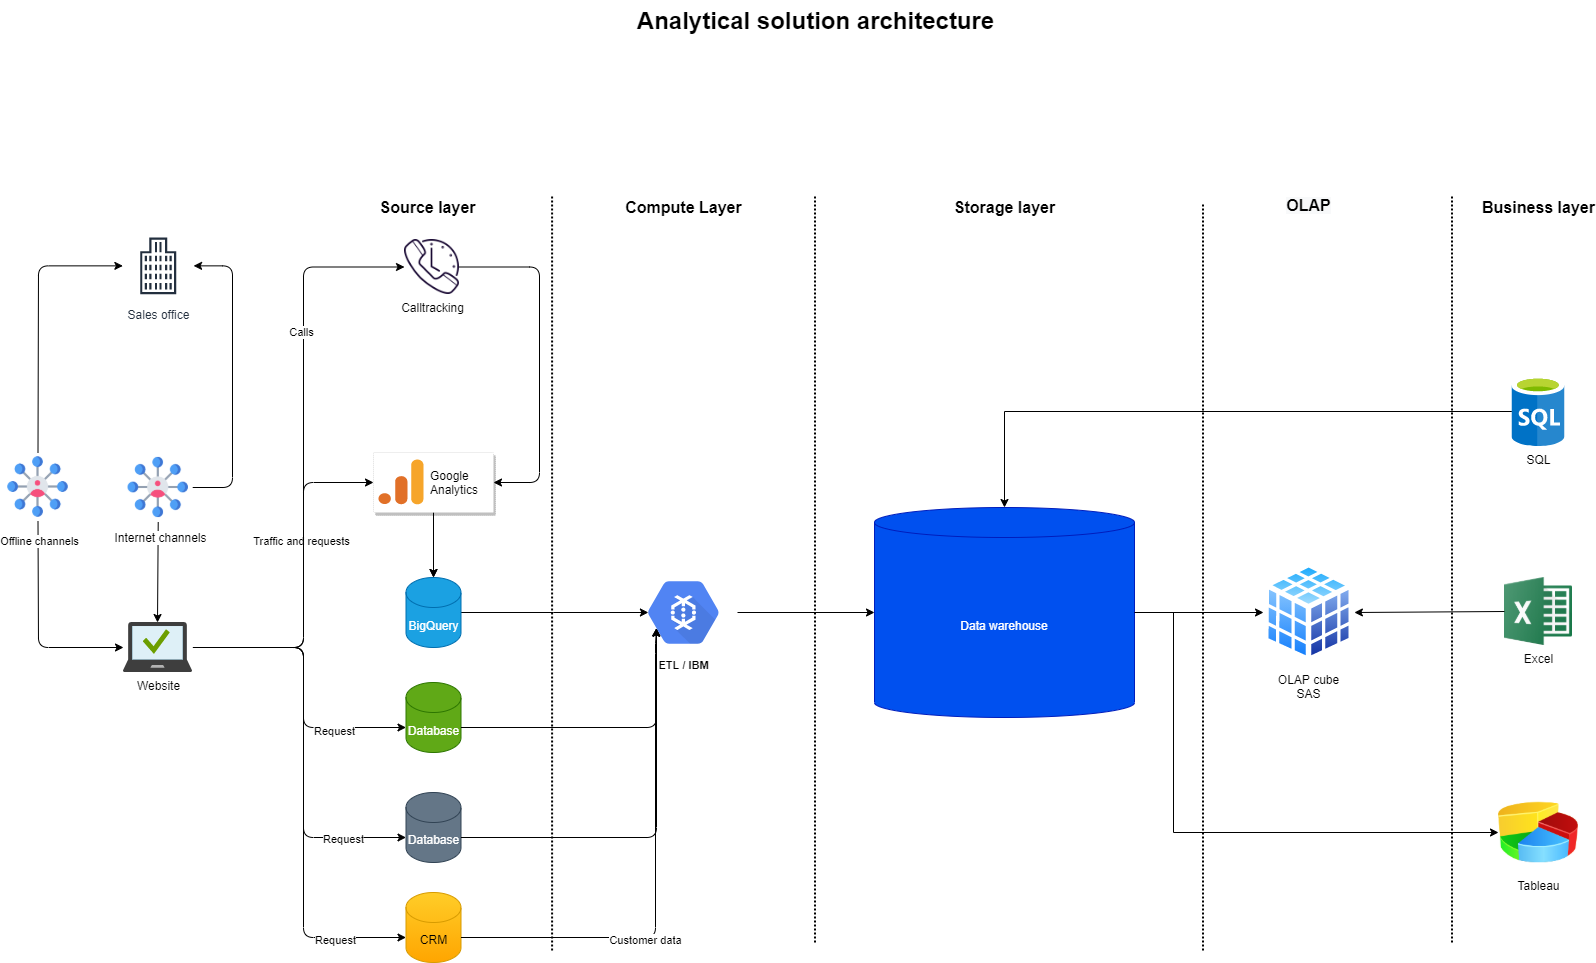 Analytical solution architecture
Source layer
Compute Layer
Storage layer
OLAP
Business layer
Sales office
Calltracking
Calls
SQL
SQL
Google
Analytics
Offline channels
Internet channels
Traffic and requests
BigQuery
ETL / IBM
Data warehouse
OLAP cube
SAS
X
Excel
Website
Request
Database
Request
Database
Request
CRM
Customer data
Tableau